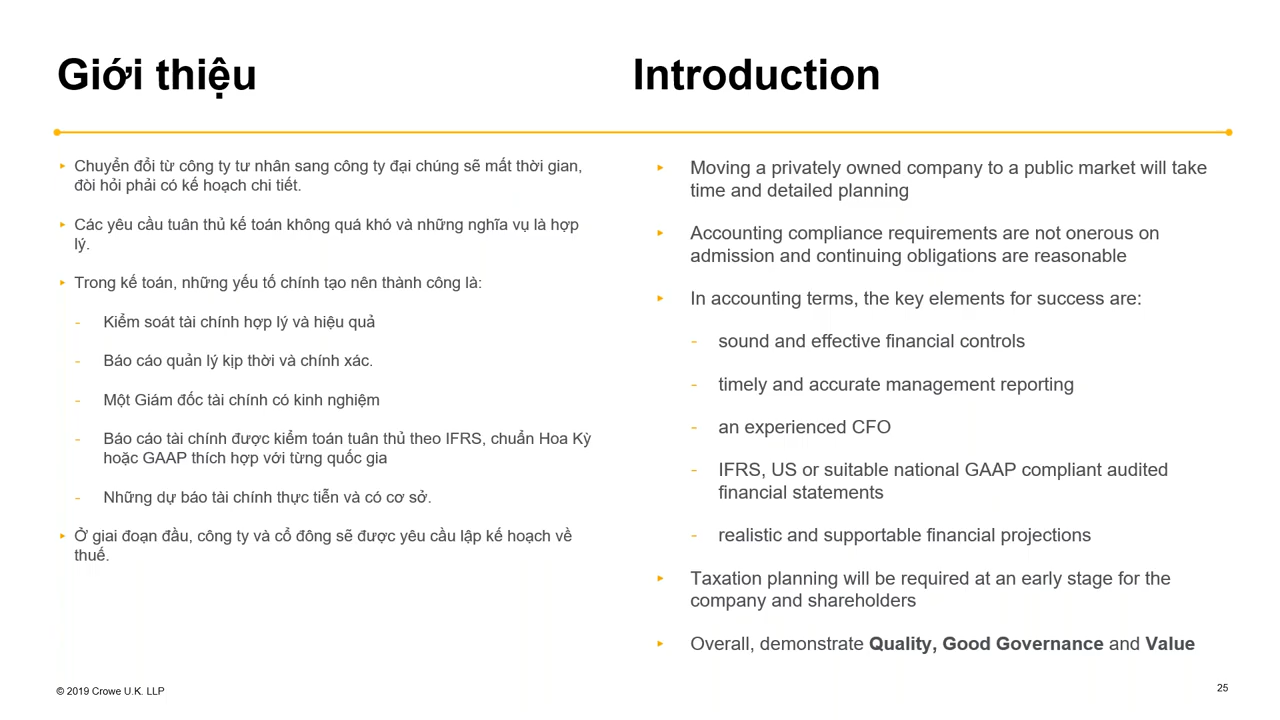 Giới thiệu
Chuyển đổi từ công ty tư nhân sang công ty đại chúng sẽ mất thời gian,
đòi hỏi phải có kế hoạch chi tiết.
Các yêu cầu tuân thủ kế toán không quá khó và những nghĩa vụ là hợp
lý.
Trong kế toán, những yếu tố chính tạo nên thành công là:
- Kiểm soát tài chính hợp lý và hiệu quả
- Báo cáo quản lý kịp thời và chính xác.
- Một Giám đốc tài chính có kinh nghiệm
- Báo cáo tài chính được kiểm toán tuân thủ theo IFRS, chuẩn Hoa Kỳ
hoặc GAAP thích hợp với từng quốc gia
- Những dự báo tài chính thực tiễn và có cơ sở.
Ở giai đoạn đầu, công ty và cổ đông sẽ được yêu cầu lập kế hoạch về
thuế.
Introduction
Moving a privately owned company to a public market will take
time and detailed planning
Accounting compliance requirements are not onerous on
admission and continuing obligations are reasonable
In accounting terms, the key elements for success are:
- sound and effective financial controls
- timely and accurate management reporting
- an experienced CFO
- IFRS, US or suitable national GAAP compliant audited
financial statements
- realistic and supportable financial projections
Taxation planning will be required at an early stage for the
company and shareholders
Overall, demonstrate Quality, Good Governance and Value
© 2019 Crowe U.K. LLP
25